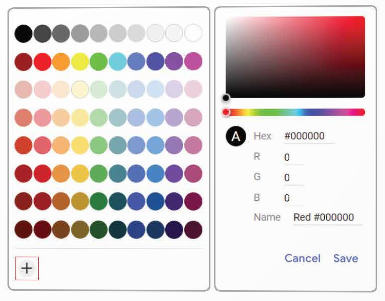 A Hex #000000
R 0
G 0
B 0
Name Red #000000
Cancel Save